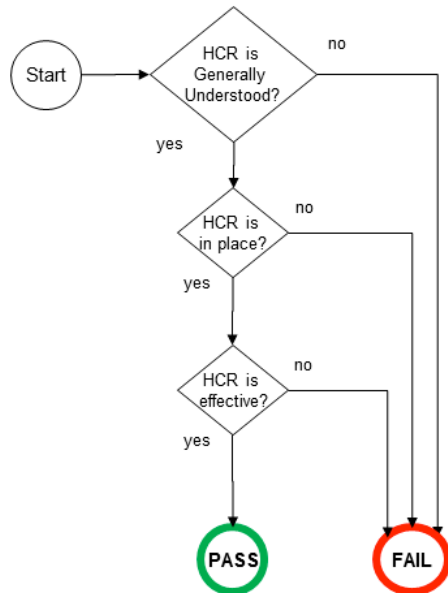 Start
HCR is
Generally
Understood?
no
yes
HCR is
in place?
no
yes
HCR is
effective?
no
yes
PASS
FAIL